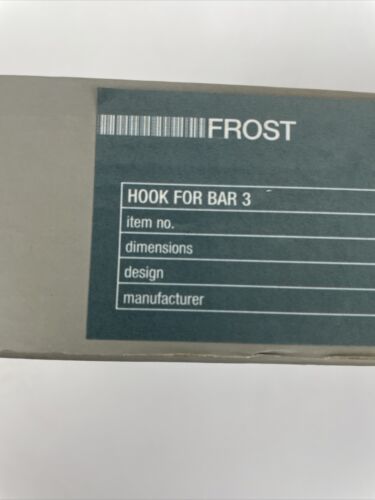 FROST
HOOK FOR BAR 3
item no.
dimensions
design
manufacturer